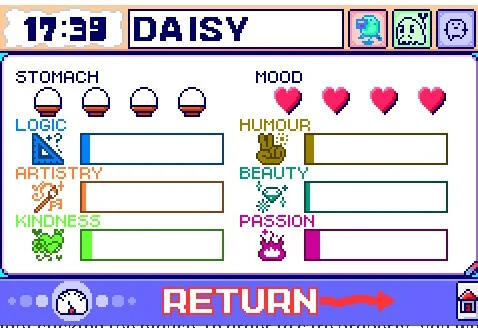 17:39 DAISY
STOMACH MOOD
LOGIC HUMOUR
ARTISTRY BEAUTY
KINDNESS PASSION
RETURN